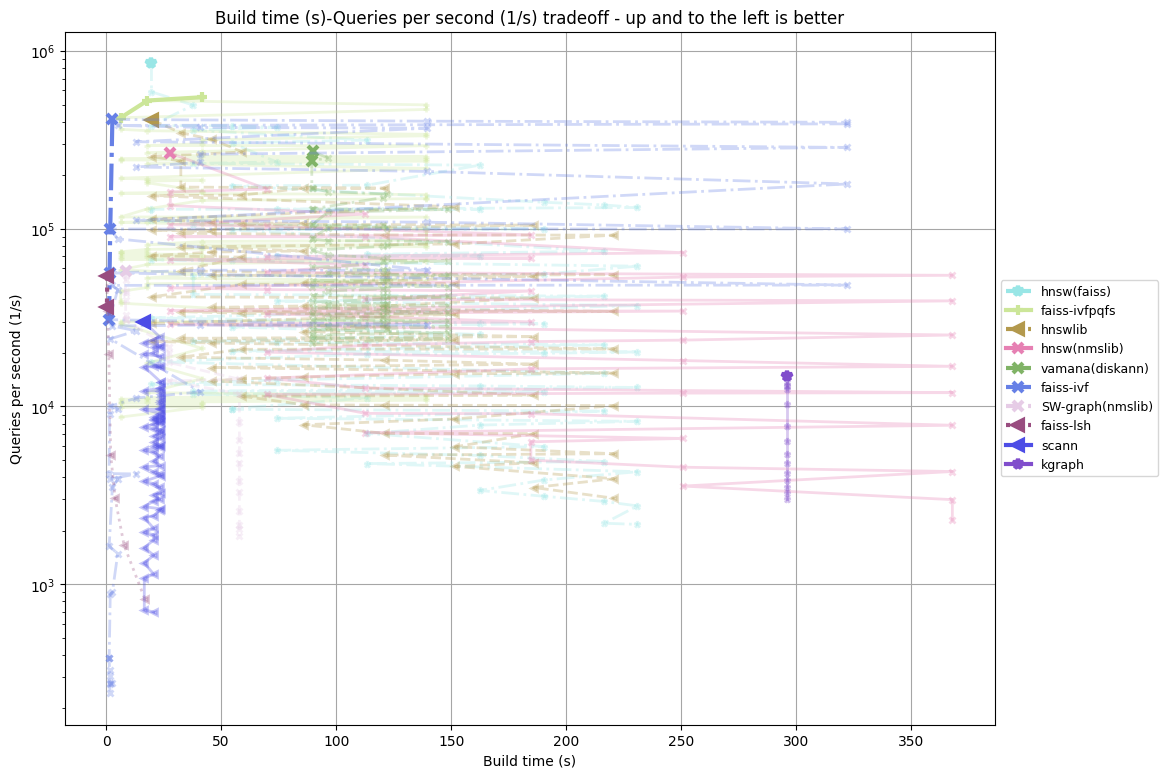 Build time (s)-Queries per second (1/s) tradeoff - up and to the left is better
10^6
10^5
10^4
10^3
Queries per second (1/s)
0 50 100 150 200 250 300 350
Build time (s)
hnsw(faiss)
faiss-ivfpqfs
hnswlib
hnsw(nmslib)
vamana(diskann)
faiss-ivf
SW-graph(nmslib)
faiss-lsh
scann
kgraph